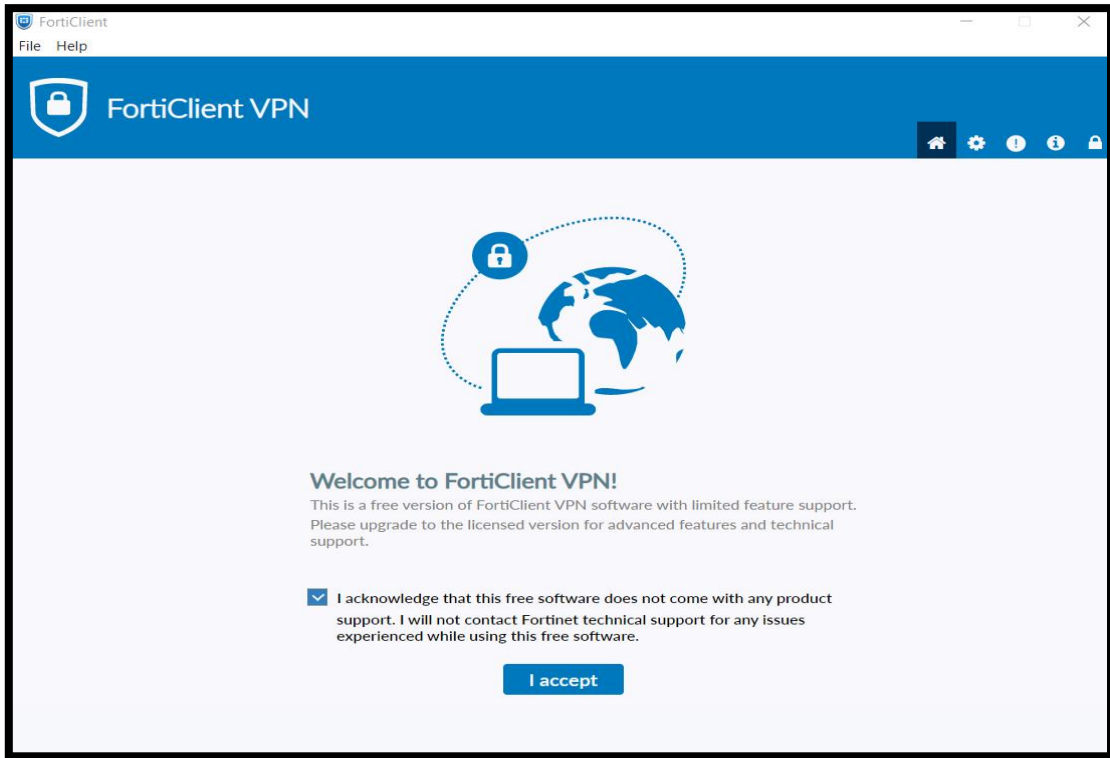 FortiClient
File Help
FortiClient VPN
Welcome to FortiClient VPN!
This is a free version of FortiClient VPN software with limited feature support.
Please upgrade to the licensed version for advanced features and technical
support.
I acknowledge that this free software does not come with any product
support. I will not contact Fortinet technical support for any issues
experienced while using this free software.
I accept